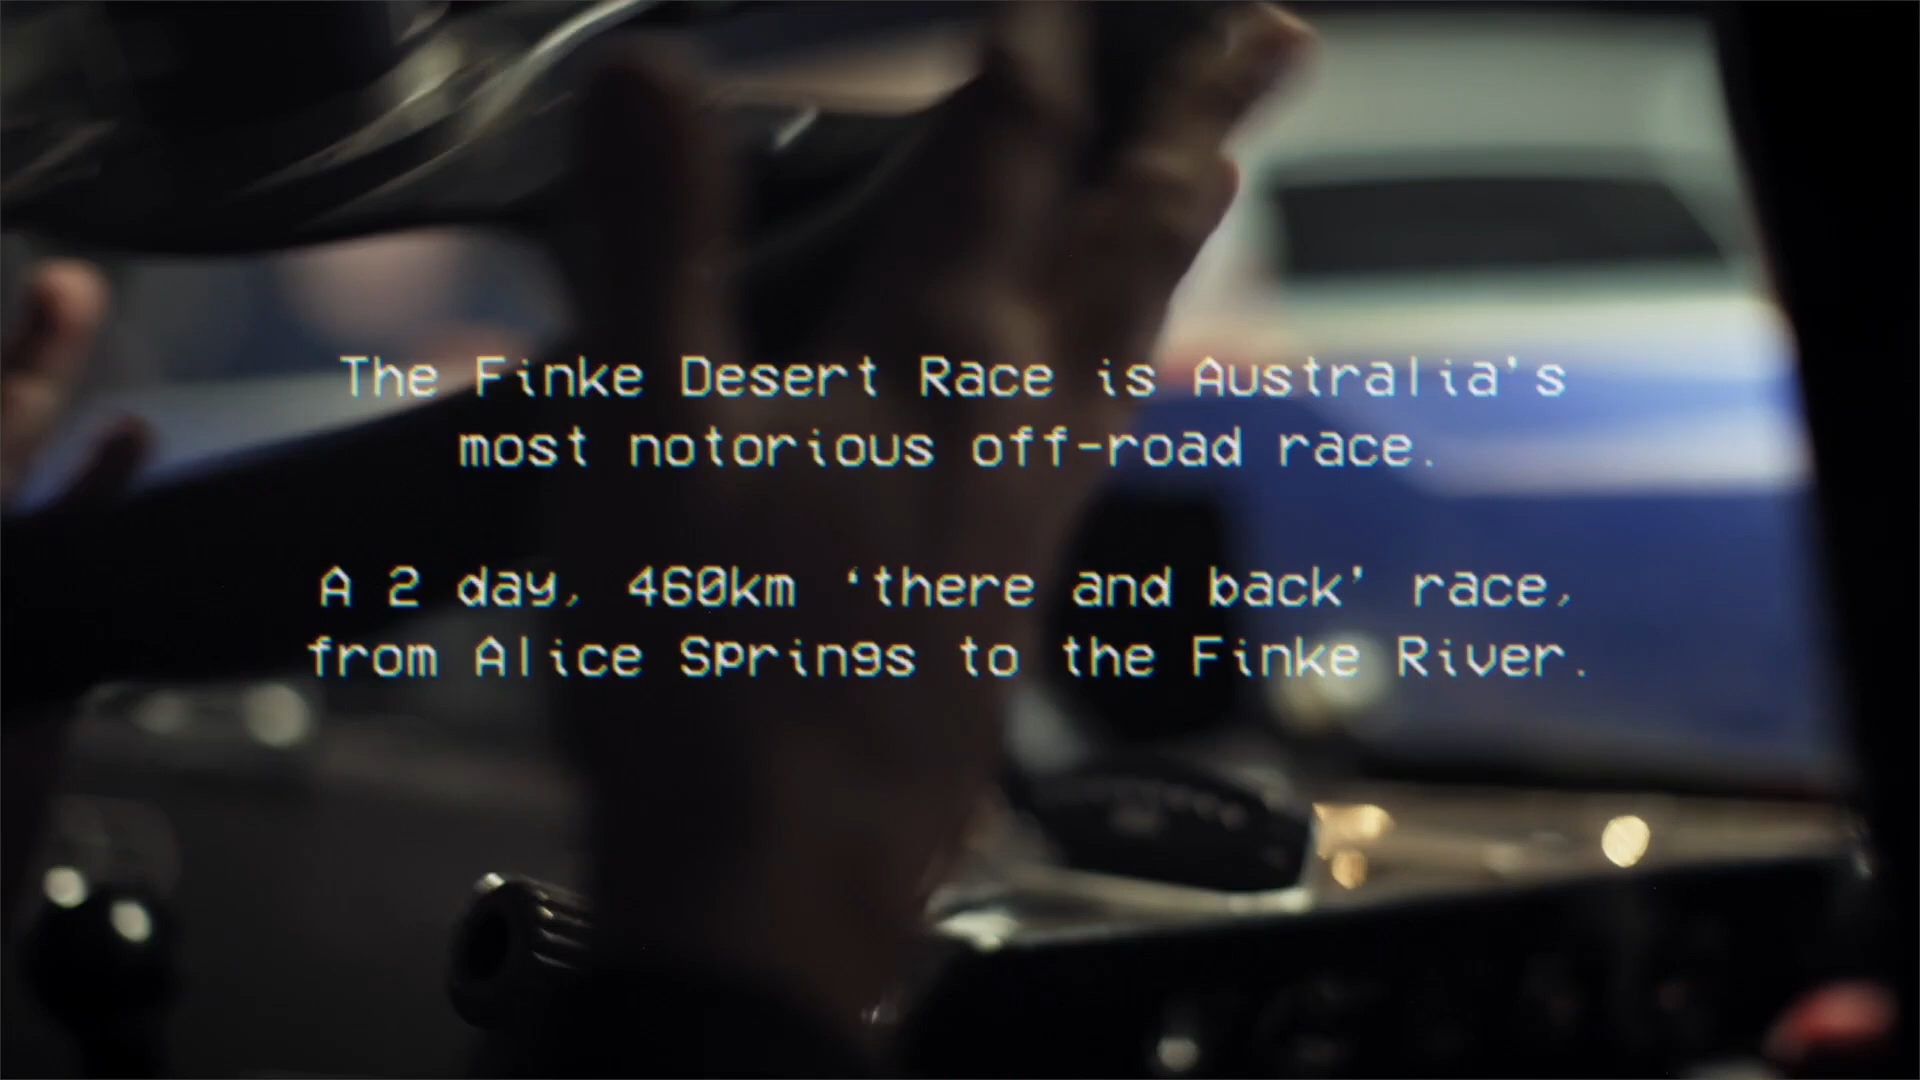 The Finke Desert Race is Australia's
most notorious off-road race.
A 2 day, 460km ‘there and back’ race,
from Alice Springs to the Finke River.